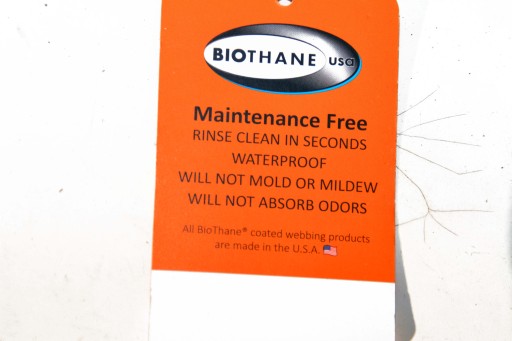 BIOTHANE usa
Maintenance Free
RINSE CLEAN IN SECONDS
WATERPROOF
WILL NOT MOLD OR MILDEW
WILL NOT ABSORB ODORS
All BioThane® coated webbing products
are made in the U.S.A.